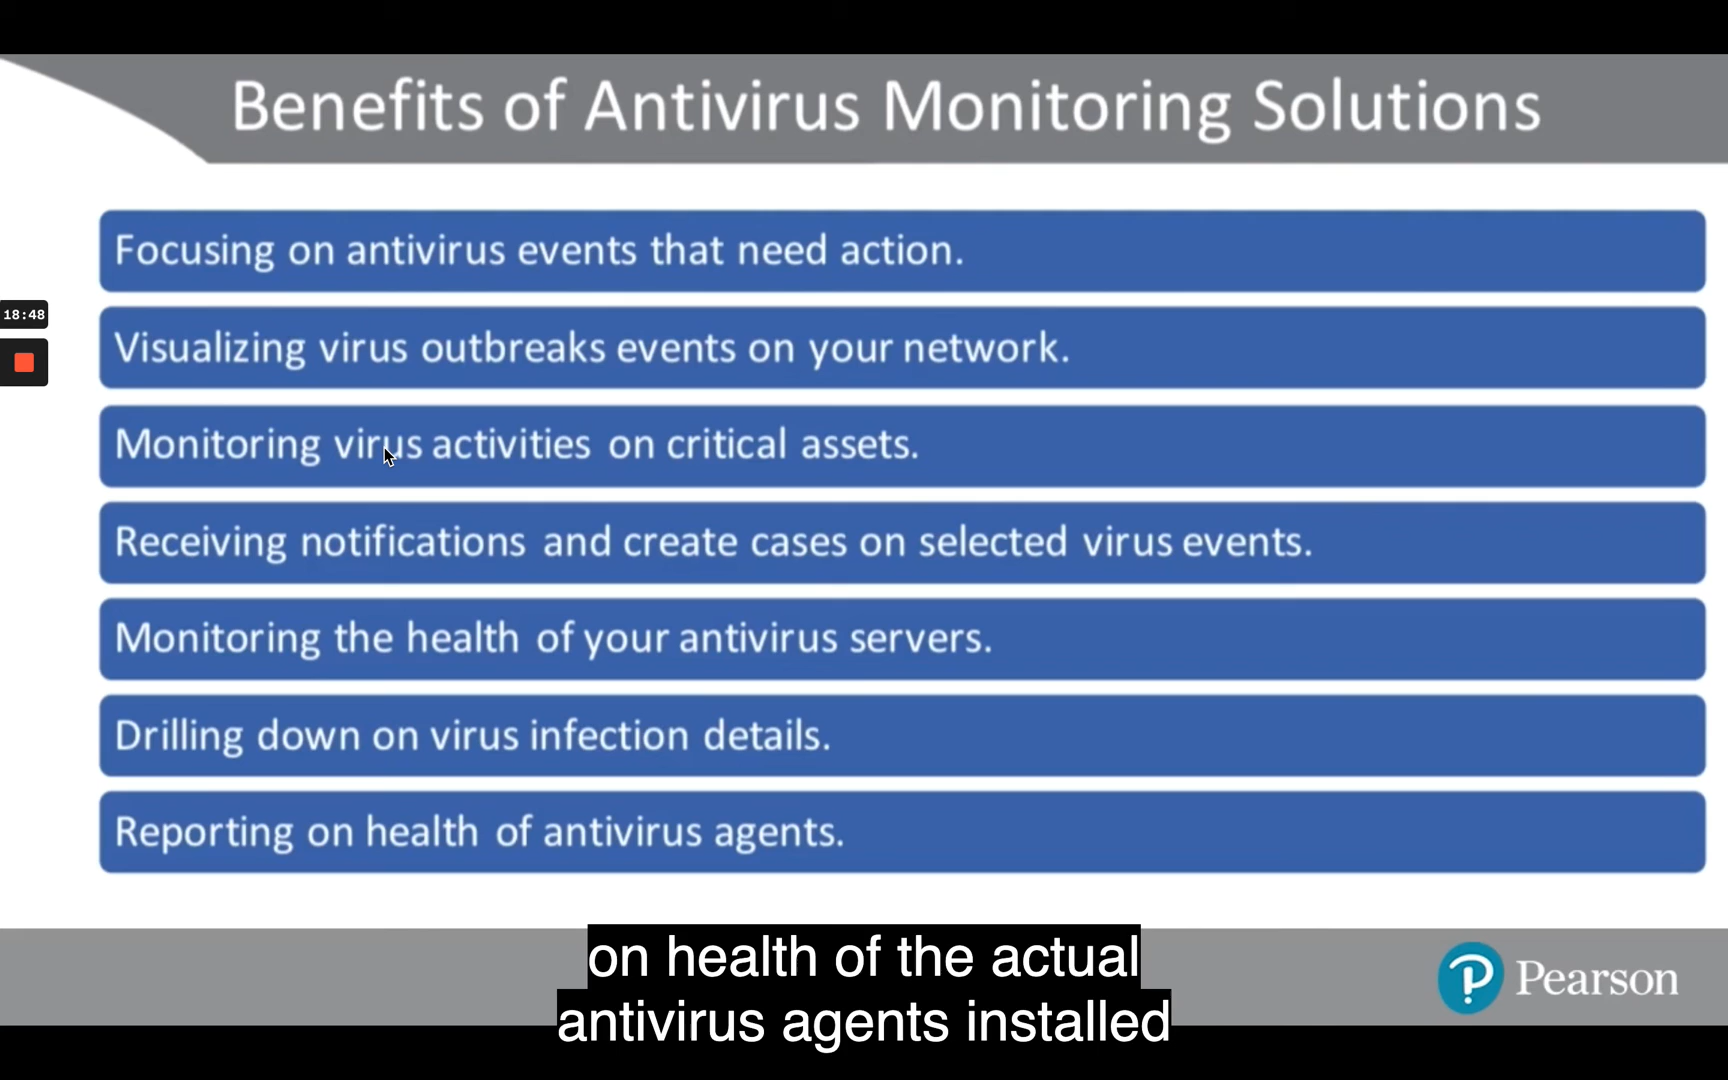 Benefits of Antivirus Monitoring Solutions
Focusing on antivirus events that need action.
18:48
Visualizing virus outbreaks events on your network.
Monitoring virus activities on critical assets.
Receiving notifications and create cases on selected virus events.
Monitoring the health of your antivirus servers.
Drilling down on virus infection details.
Reporting on health of antivirus agents.
on health of the actual
antivirus agents installed
Pearson